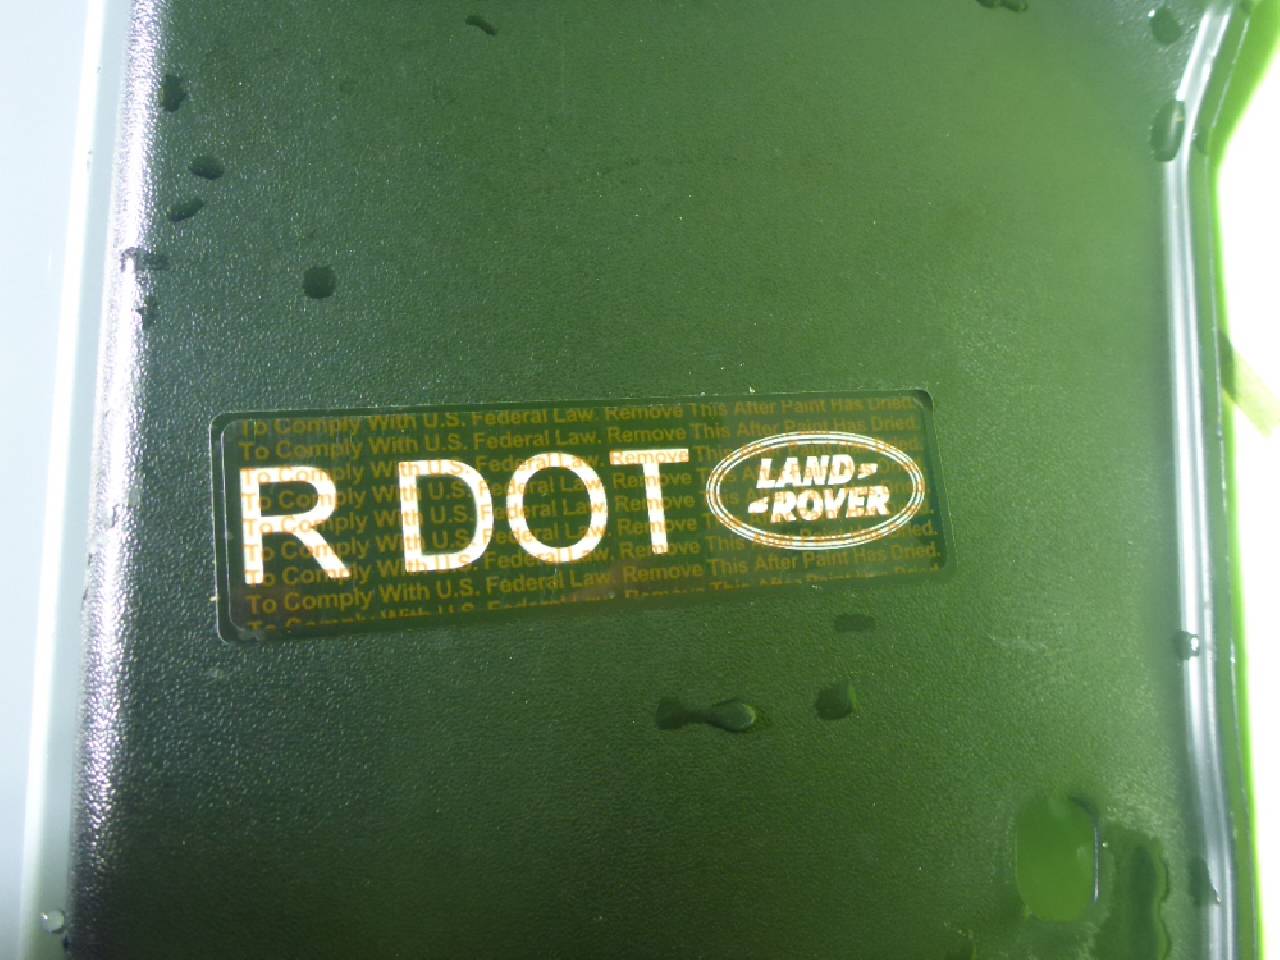 To Comply With U.S. Federal Law. Remove This After Paint Has Dried.
To Comply With U.S. Federal Law. Remove This After Paint Has Dried.
R DOT
LAND
ROVER
To Comply With U.S. Federal Law. Remove This After Paint Has Dried.
To Comply With U.S. Federal Law. Remove This After Paint Has Dried.